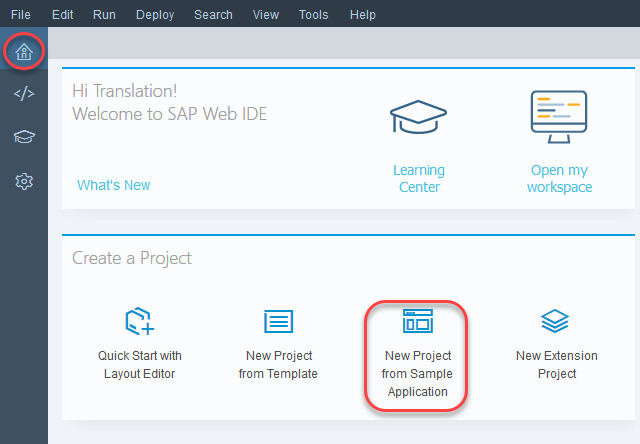 File Edit Run Deploy Search View Tools Help
Hi Translation!
Welcome to SAP Web IDE
What's New
Learning
Center
Open my
workspace
Create a Project
Quick Start with
Layout Editor
New Project
from Template
New Project
from Sample
Application
New Extension
Project